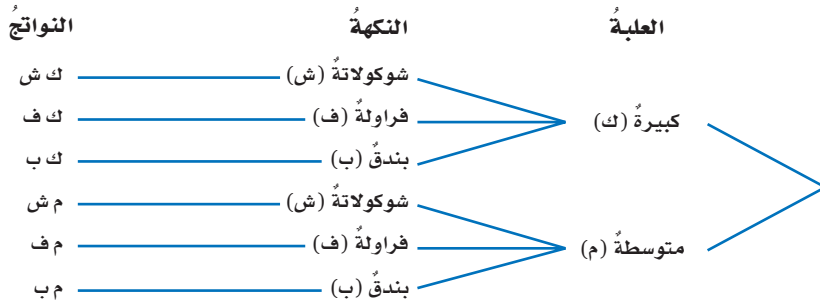 العلبةُ النكهةُ النواتجُ
شوكولاتةٌ (ش) ك ش
كبيرةٌ (ك) فراولةٌ (ف) ك ف
بندقٌ (ب) ك ب
شوكولاتةٌ (ش) م ش
متوسطةٌ (م) فراولةٌ (ف) م ف
بندقٌ (ب) م ب